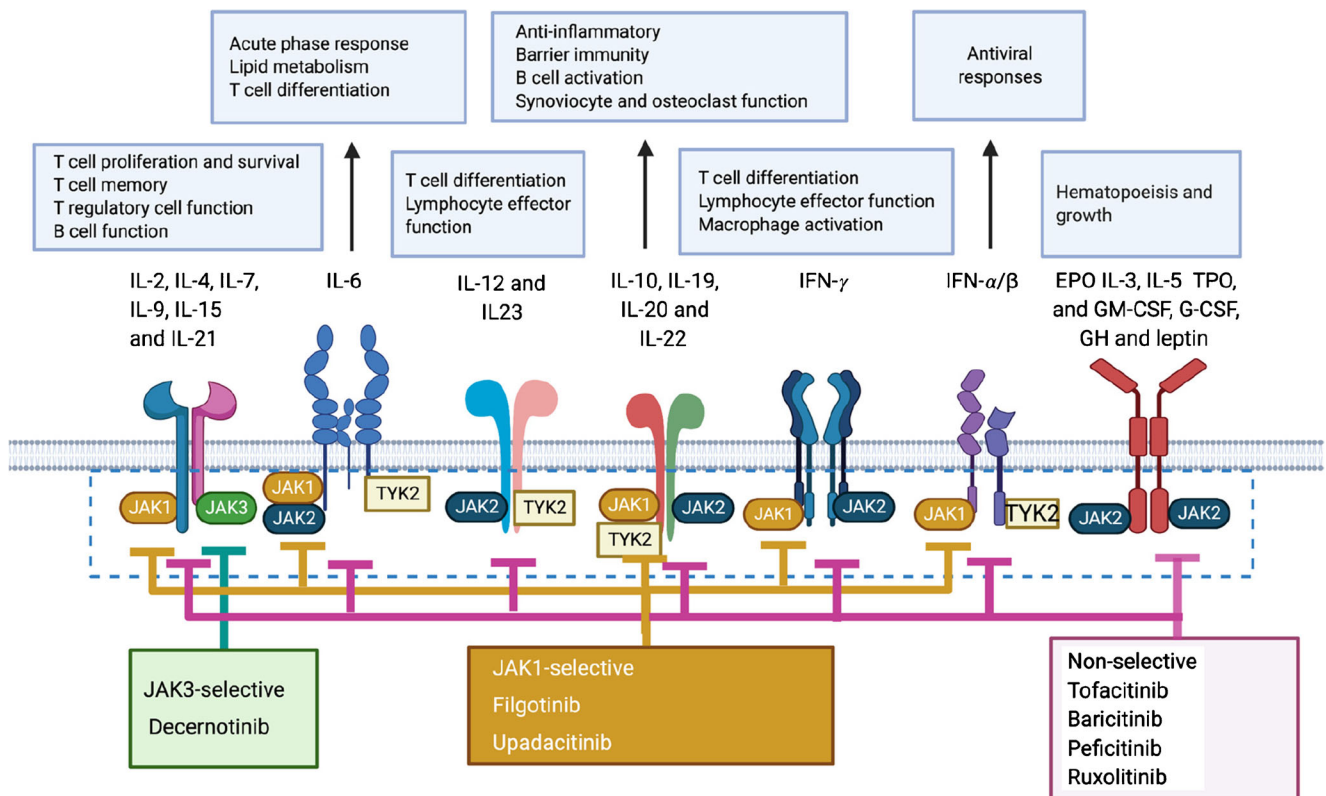 Acute phase response
Lipid metabolism
T cell differentiation
Anti-inflammatory
Barrier immunity
B cell activation
Synoviocyte and osteoclast function
Antiviral
responses
T cell proliferation and survival
T cell memory
T regulatory cell function
B cell function
T cell differentiation
Lymphocyte effector
function
T cell differentiation
Lymphocyte effector function
Macrophage activation
Hematopoeisis and
growth
IL-2, IL-4, IL-7,
IL-9, IL-15
and IL-21
IL-6
IL-12 and
IL23
IL-10, IL-19,
IL-20 and
IL-22
IFN-γ
IFN-α/β
EPO IL-3, IL-5 TPO,
and GM-CSF, G-CSF,
GH and leptin
JAK1
JAK3
JAK1
JAK2
TYK2
JAK2
TYK2
JAK1
TYK2
JAK2
JAK1
JAK2
JAK1
TYK2
JAK2
JAK2
JAK3-selective
Decernotinib
JAK1-selective
Filgotinib
Upadacitinib
Non-selective
Tofacitinib
Baricitinib
Peficitinib
Ruxolitinib